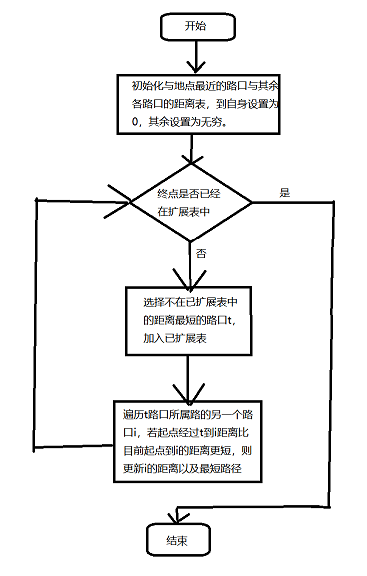 开始
初始化与地点最近的路口与其余
各路口的距离表，到自身设置为
0，其余设置为无穷。
终点是否已经
在扩展表中
是
否
选择不在已扩展表中
的距离最短的路口t，
加入已扩展表
遍历t路口所属路的另一个路
口i，若起点经过t到i距离比
目前起点到i的距离更短，则
更新i的距离以及最短路径
结束